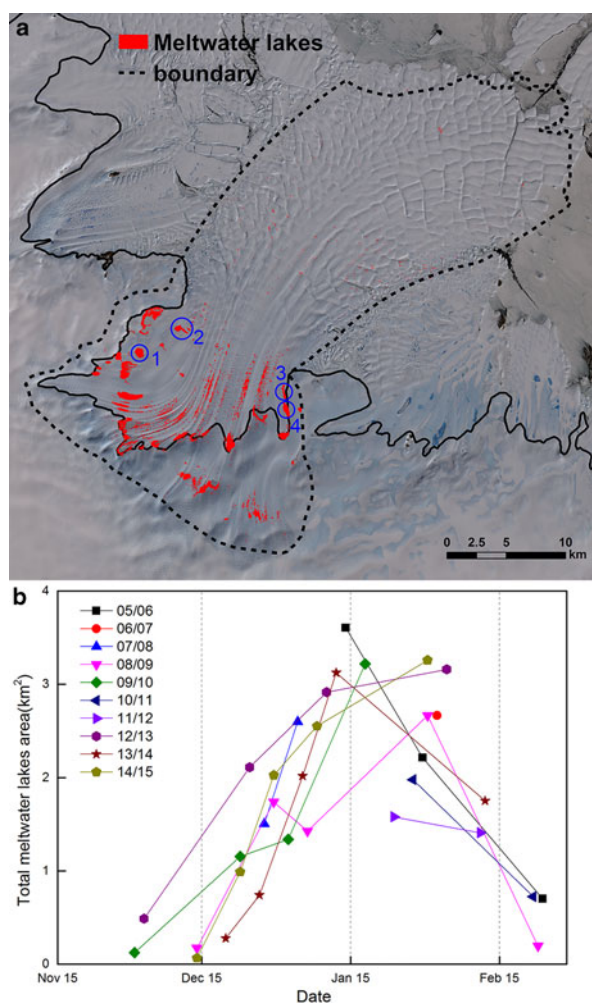 a
Meltwater lakes
boundary
1
2
3
4
0 2.5 5 10
km
b
4
3
2
1
0
Total meltwater lakes area(km²)
05/06
06/07
07/08
08/09
09/10
10/11
11/12
12/13
13/14
14/15
Nov 15 Dec 15 Jan 15 Feb 15
Date